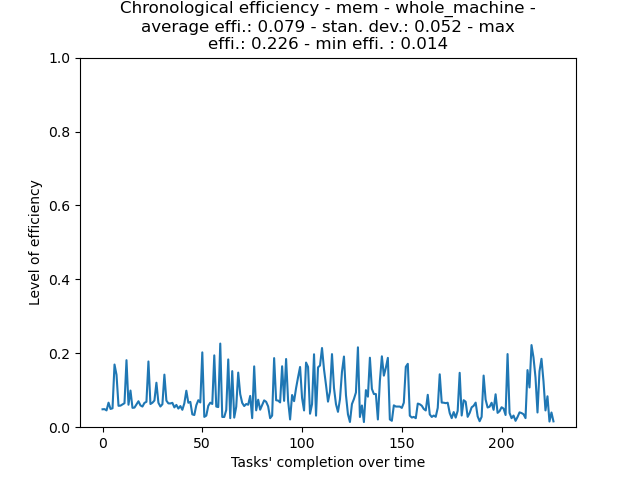 Chronological efficiency - mem - whole_machine -
average effi.: 0.079 - stan. dev.: 0.052 - max
effi.: 0.226 - min effi. : 0.014
1.0
0.8
0.6
0.4
0.2
0.0
Level of efficiency
0 50 100 150 200
Tasks' completion over time